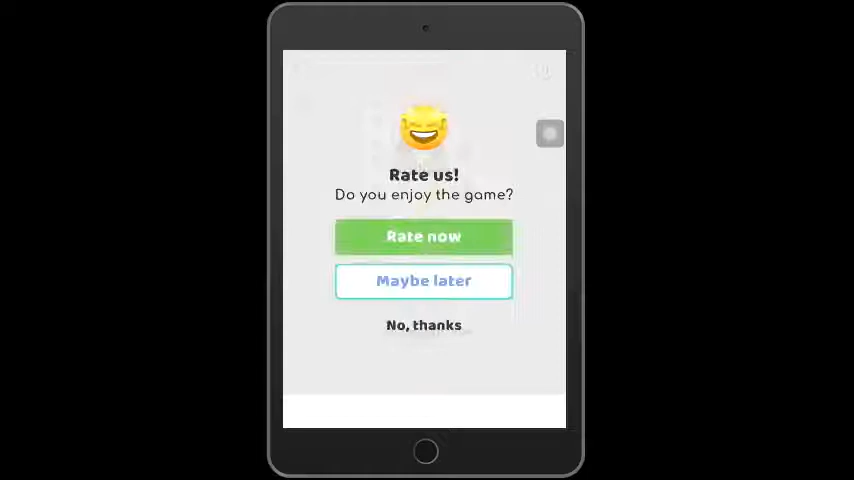 Rate us!
Do you enjoy the game?
Rate now
Maybe later
No, thanks